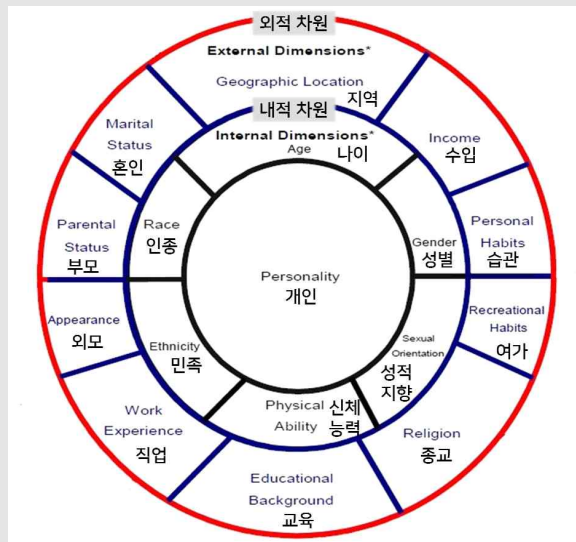 외적 차원
External Dimensions*
Geographic Location
지역
내적 차원
Internal Dimensions*
Age
나이
Marital
Status
혼인
Income
수입
Race
인종
Gender
성별
Parental
Status
부모
Personal
Habits
습관
Personality
개인
Appearance
외모
Recreational
Habits
여가
Ethnicity
민족
Sexual
Orientation
성적
지향
Physical
Ability
신체
능력
Work
Experience
직업
Religion
종교
Educational
Background
교육